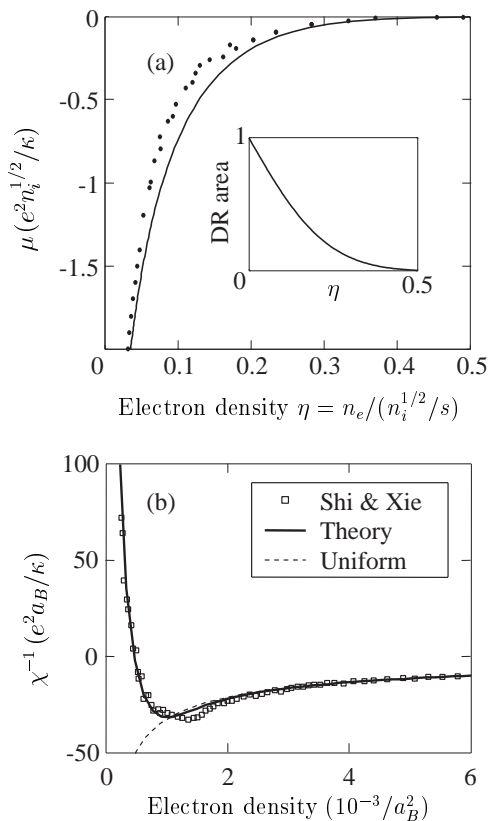 0
-0.5
-1
-1.5
μ (e²n_i^{1/2}/κ)
(a)
1
DR area
0
η
0.5
0 0.1 0.2 0.3 0.4 0.5
Electron density η = n_e/(n_i^{1/2}/s)
100
50
0
-50
χ⁻¹ (e²a_B/κ)
(b)
Shi & Xie
Theory
Uniform
0 2 4 6
Electron density (10⁻³/a_B²)